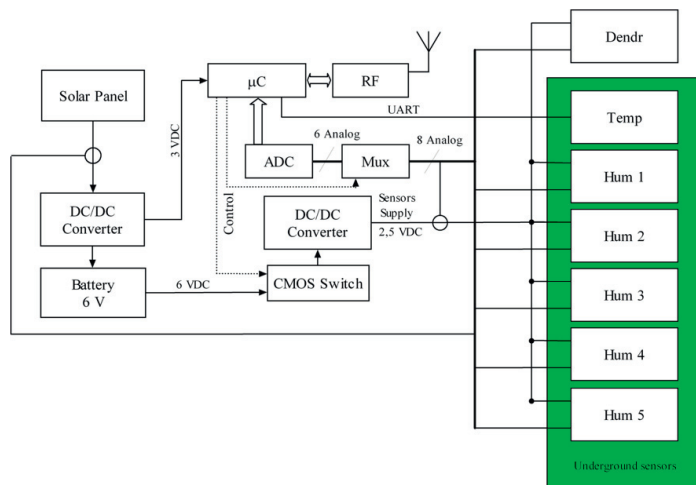 Dendr
μC
RF
Solar Panel
UART
Temp
3 VDC
6 Analog
8 Analog
ADC
Mux
Hum 1
Control
Sensors
Supply
2,5 VDC
DC/DC
Converter
DC/DC
Converter
Hum 2
Battery
6 V
6 VDC
CMOS Switch
Hum 3
Hum 4
Hum 5
Underground sensors